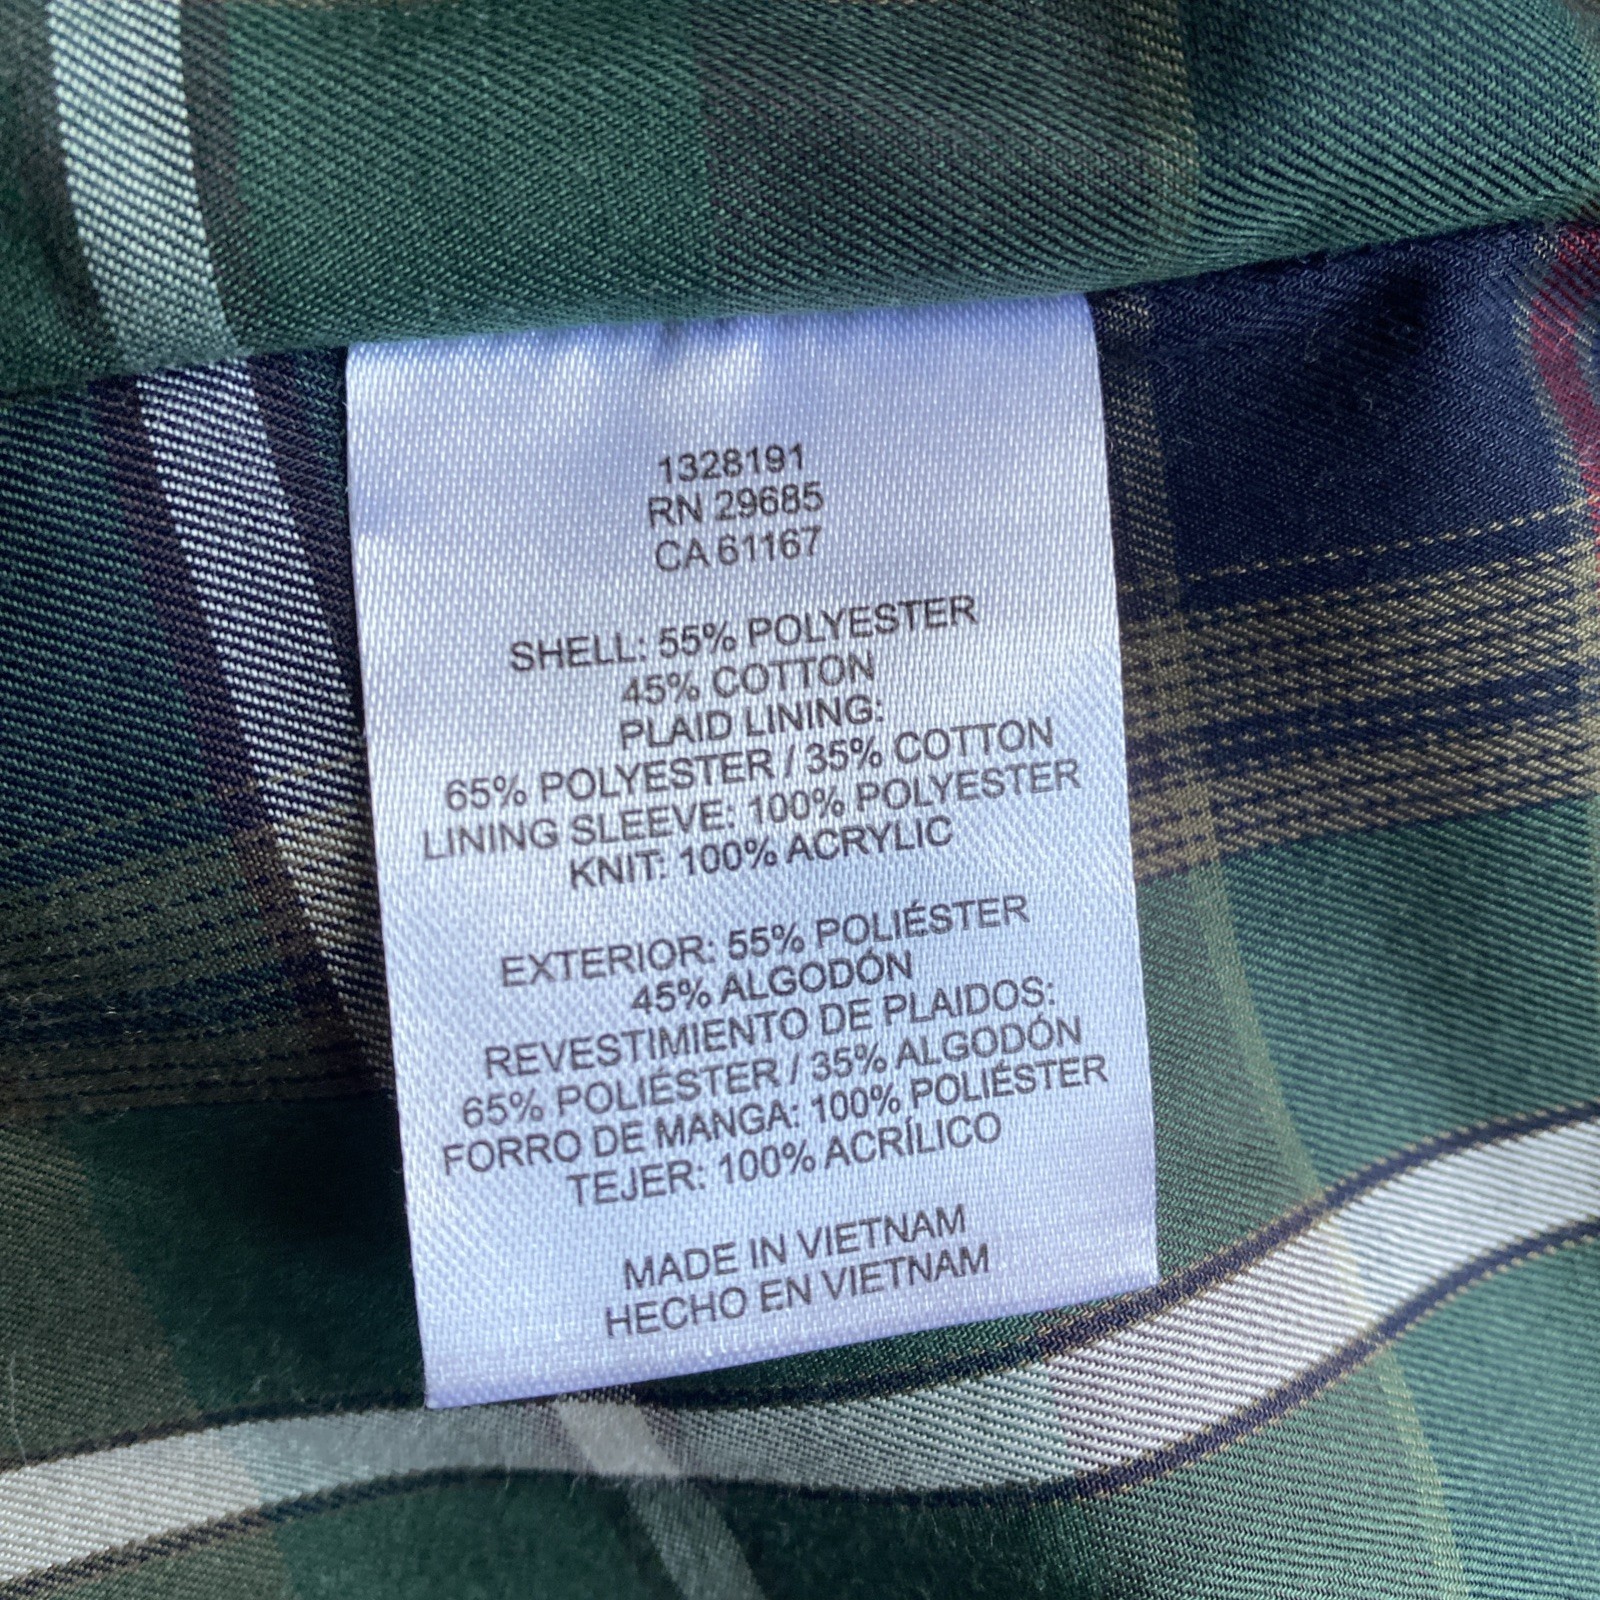 1328191
RN 29685
CA 61167
SHELL: 55% POLYESTER
45% COTTON
PLAID LINING:
65% POLYESTER / 35% COTTON
LINING SLEEVE: 100% POLYESTER
KNIT: 100% ACRYLIC
EXTERIOR: 55% POLIÉSTER
45% ALGODÓN
REVESTIMIENTO DE PLAIDOS:
65% POLIÉSTER / 35% ALGODÓN
FORRO DE MANGA: 100% POLIÉSTER
TEJER: 100% ACRÍLICO
MADE IN VIETNAM
HECHO EN VIETNAM